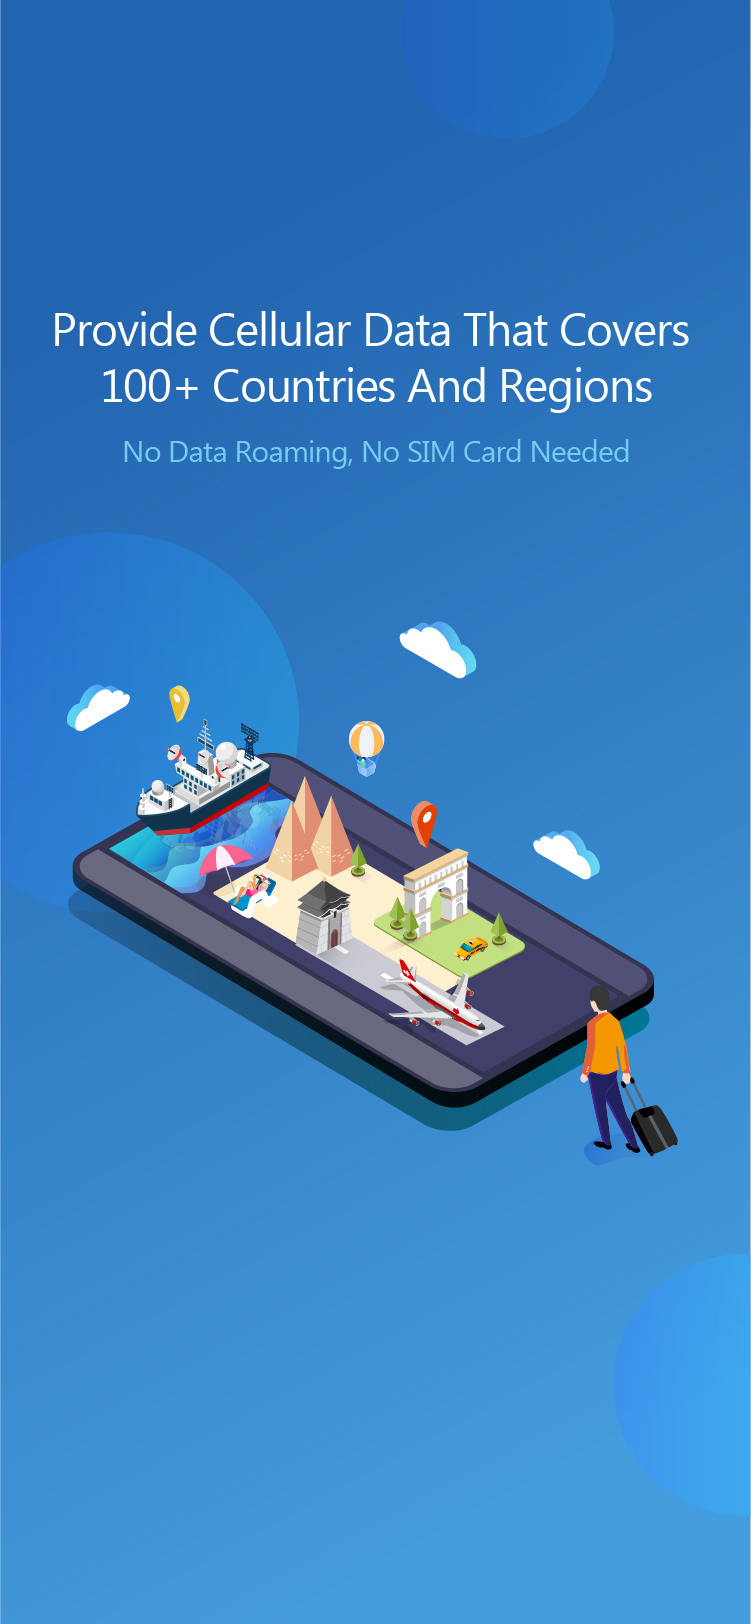 Provide Cellular Data That Covers
100+ Countries And Regions
No Data Roaming, No SIM Card Needed